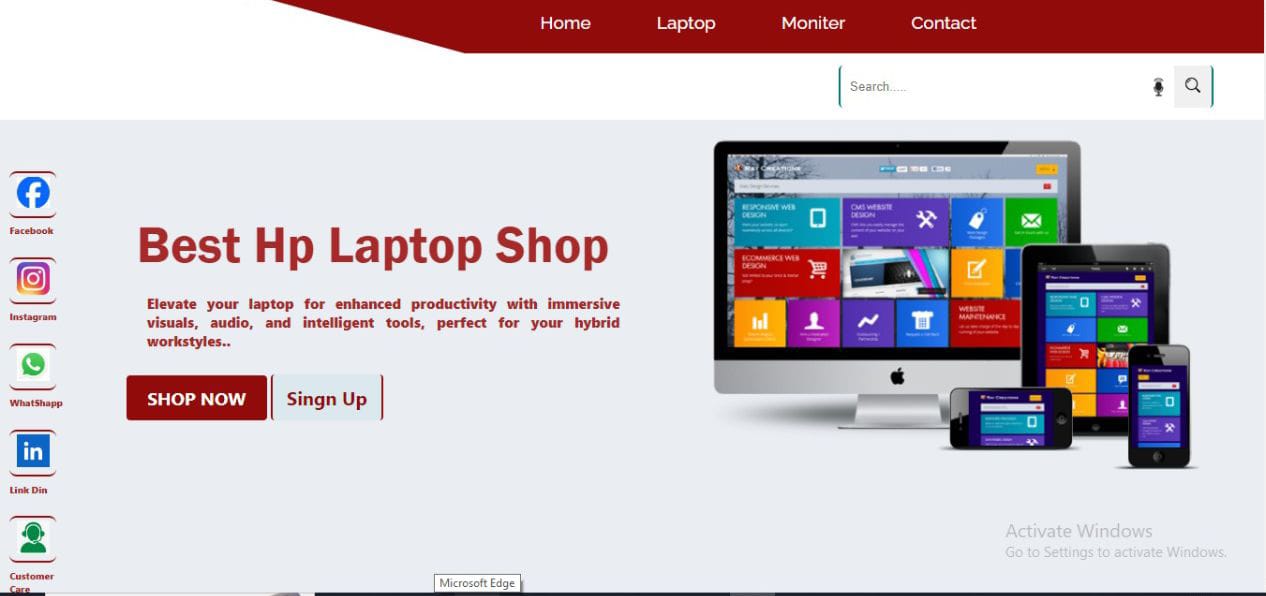 Home Laptop Moniter Contact
Search.....
Facebook
Instagram
WhatShapp
in
Link Din
Customer
Care
Best Hp Laptop Shop
Elevate your laptop for enhanced productivity with immersive
visuals, audio, and intelligent tools, perfect for your hybrid
workstyles..
SHOP NOW
Singn Up
RESPONSIVE WEB
DESIGN
CMS WEBSITE
DESIGN
ECOMMERCE WEB
DESIGN
WEBSITE
MAINTENANCE
Activate Windows
Go to Settings to activate Windows.
Microsoft Edge